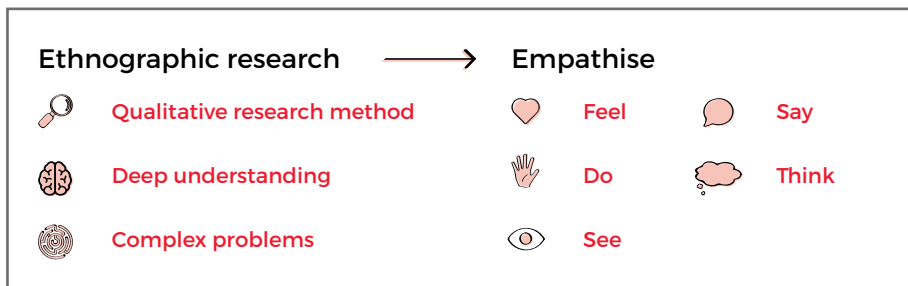 Ethnographic research
Qualitative research method
Deep understanding
Complex problems
Empathise
Feel
Say
Do
Think
See